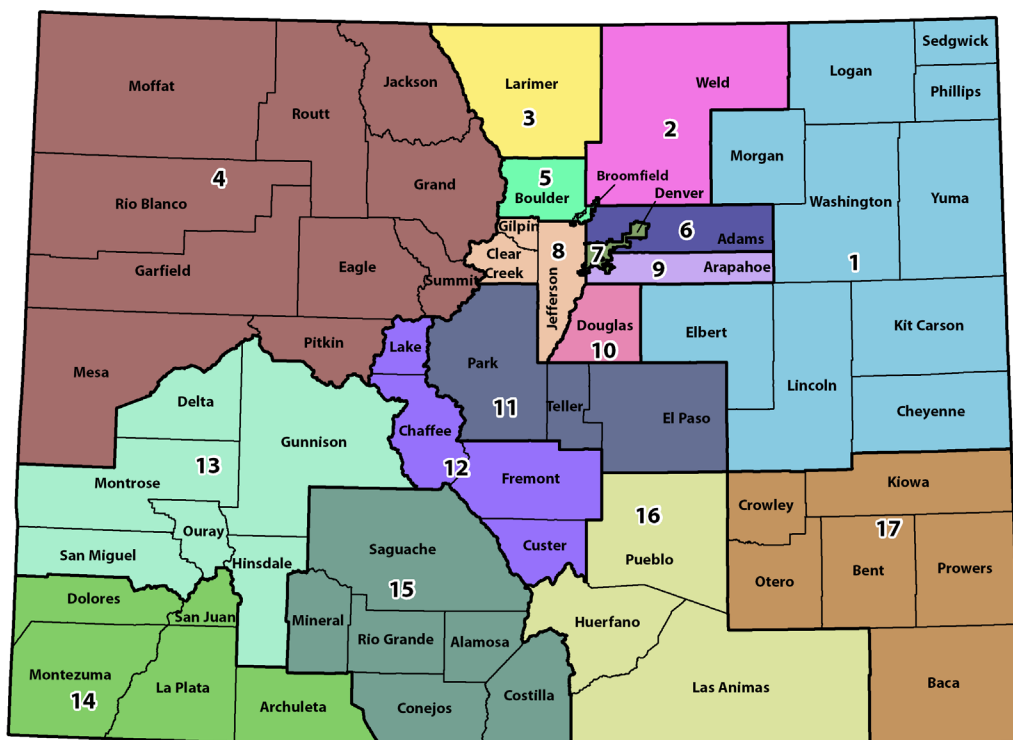 Sedgwick
Moffat
Jackson
Larimer
Weld
Logan
Phillips
Routt
3
2
Morgan
4
Grand
5
Boulder
Broomfield
Denver
Rio Blanco
Washington
Yuma
Gilpin
6
Adams
Garfield
Eagle
Clear
Creek
8
7
9
Arapahoe
1
Summit
Jefferson
Douglas
10
Elbert
Kit Carson
Mesa
Pitkin
Lake
Park
Lincoln
Delta
11
Teller
El Paso
Cheyenne
Gunnison
Chaffee
13
12
Montrose
Fremont
Kiowa
Crowley
Ouray
16
17
San Miguel
Hinsdale
Saguache
Custer
Pueblo
Dolores
15
Otero
Bent
Prowers
San Juan
Mineral
Rio Grande
Alamosa
Huerfano
Montezuma
14
La Plata
Archuleta
Conejos
Costilla
Las Animas
Baca